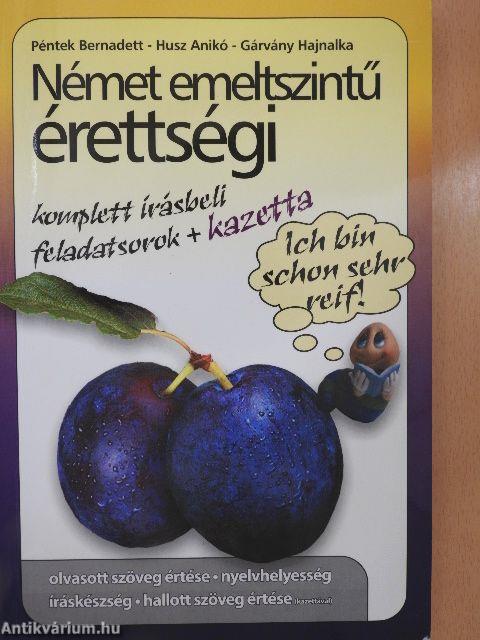 Péntek Bernadett - Husz Anikó - Gárvány Hajnalka
Német emeltszintű
érettségi
komplett írásbeli
feladatsorok + kazetta
Ich bin
schon sehr
reif!
olvasott szöveg értése • nyelvhelyesség
íráskészség • hallott szöveg értése (kazettával)
Antikvárium.hu